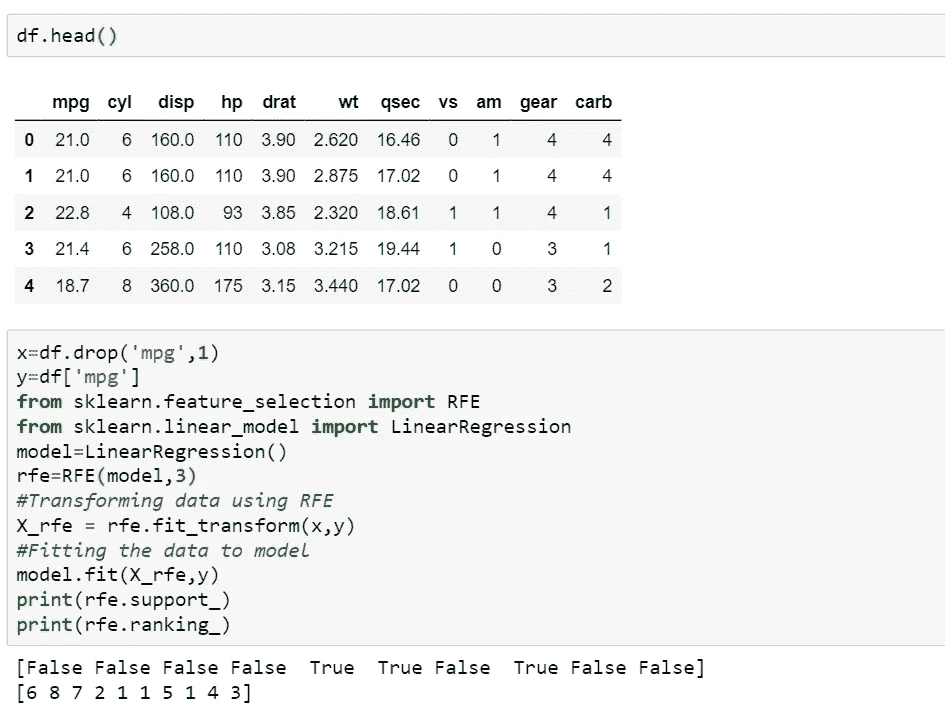 df.head()
mpg cyl disp hp drat wt qsec vs am gear carb
0 21.0 6 160.0 110 3.90 2.620 16.46 0 1 4 4
1 21.0 6 160.0 110 3.90 2.875 17.02 0 1 4 4
2 22.8 4 108.0 93 3.85 2.320 18.61 1 1 4 1
3 21.4 6 258.0 110 3.08 3.215 19.44 1 0 3 1
4 18.7 8 360.0 175 3.15 3.440 17.02 0 0 3 2
x=df.drop('mpg',1)
y=df['mpg']
from sklearn.feature_selection import RFE
from sklearn.linear_model import LinearRegression
model=LinearRegression()
rfe=RFE(model,3)
#Transforming data using RFE
X_rfe = rfe.fit_transform(x,y)
#Fitting the data to model
model.fit(X_rfe,y)
print(rfe.support_)
print(rfe.ranking_)
[False False False False  True  True False  True False False]
[6 8 7 2 1 1 5 1 4 3]